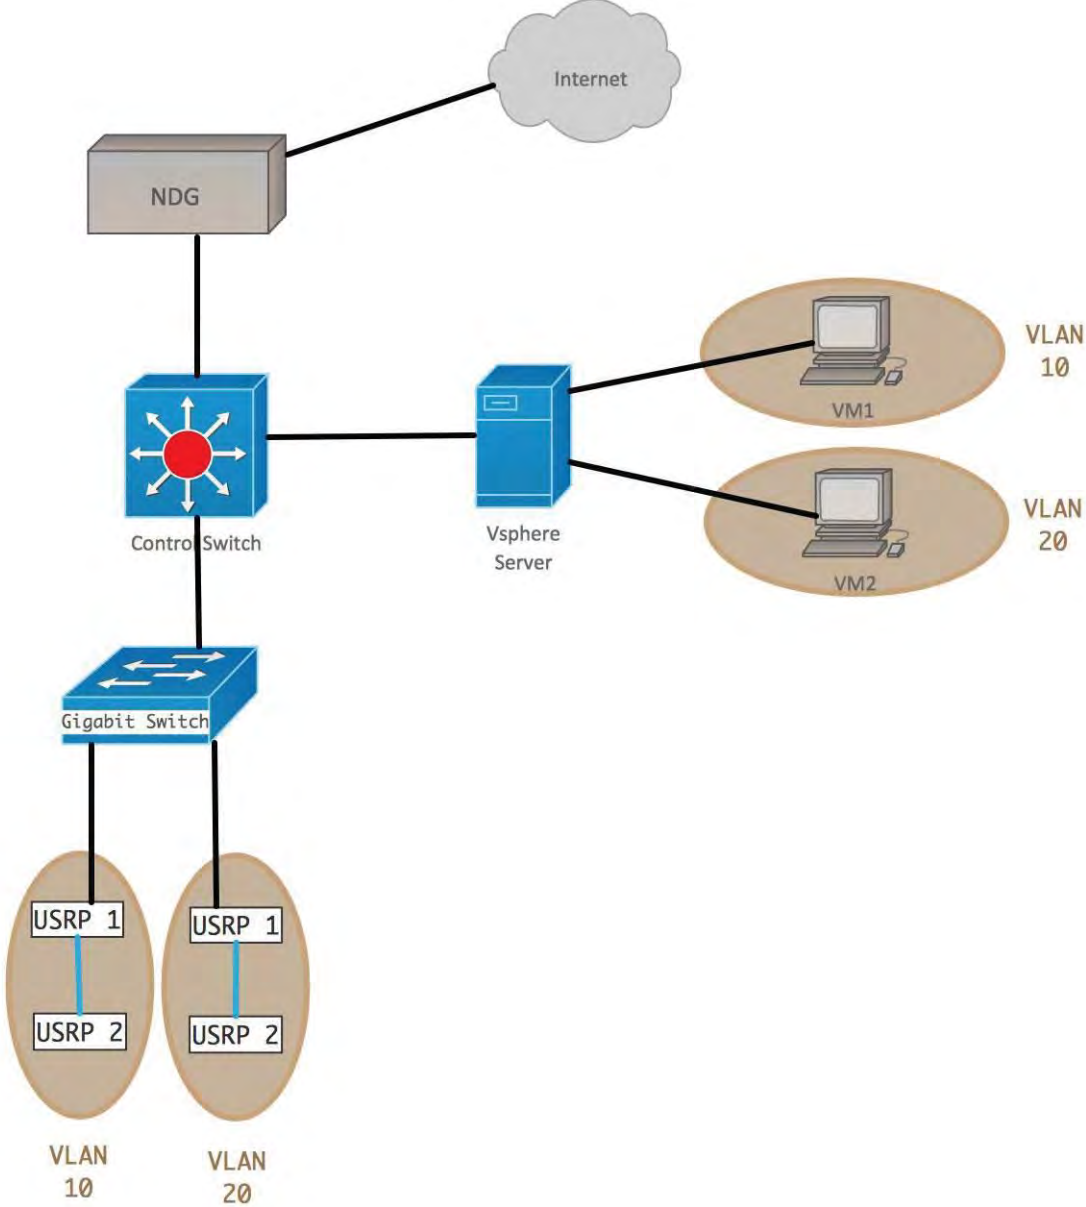 Internet
NDG
VLAN
10
VM1
Control Switch
Vsphere
Server
VLAN
20
VM2
Gigabit Switch
USRP 1
USRP 1
USRP 2
USRP 2
VLAN
10
VLAN
20